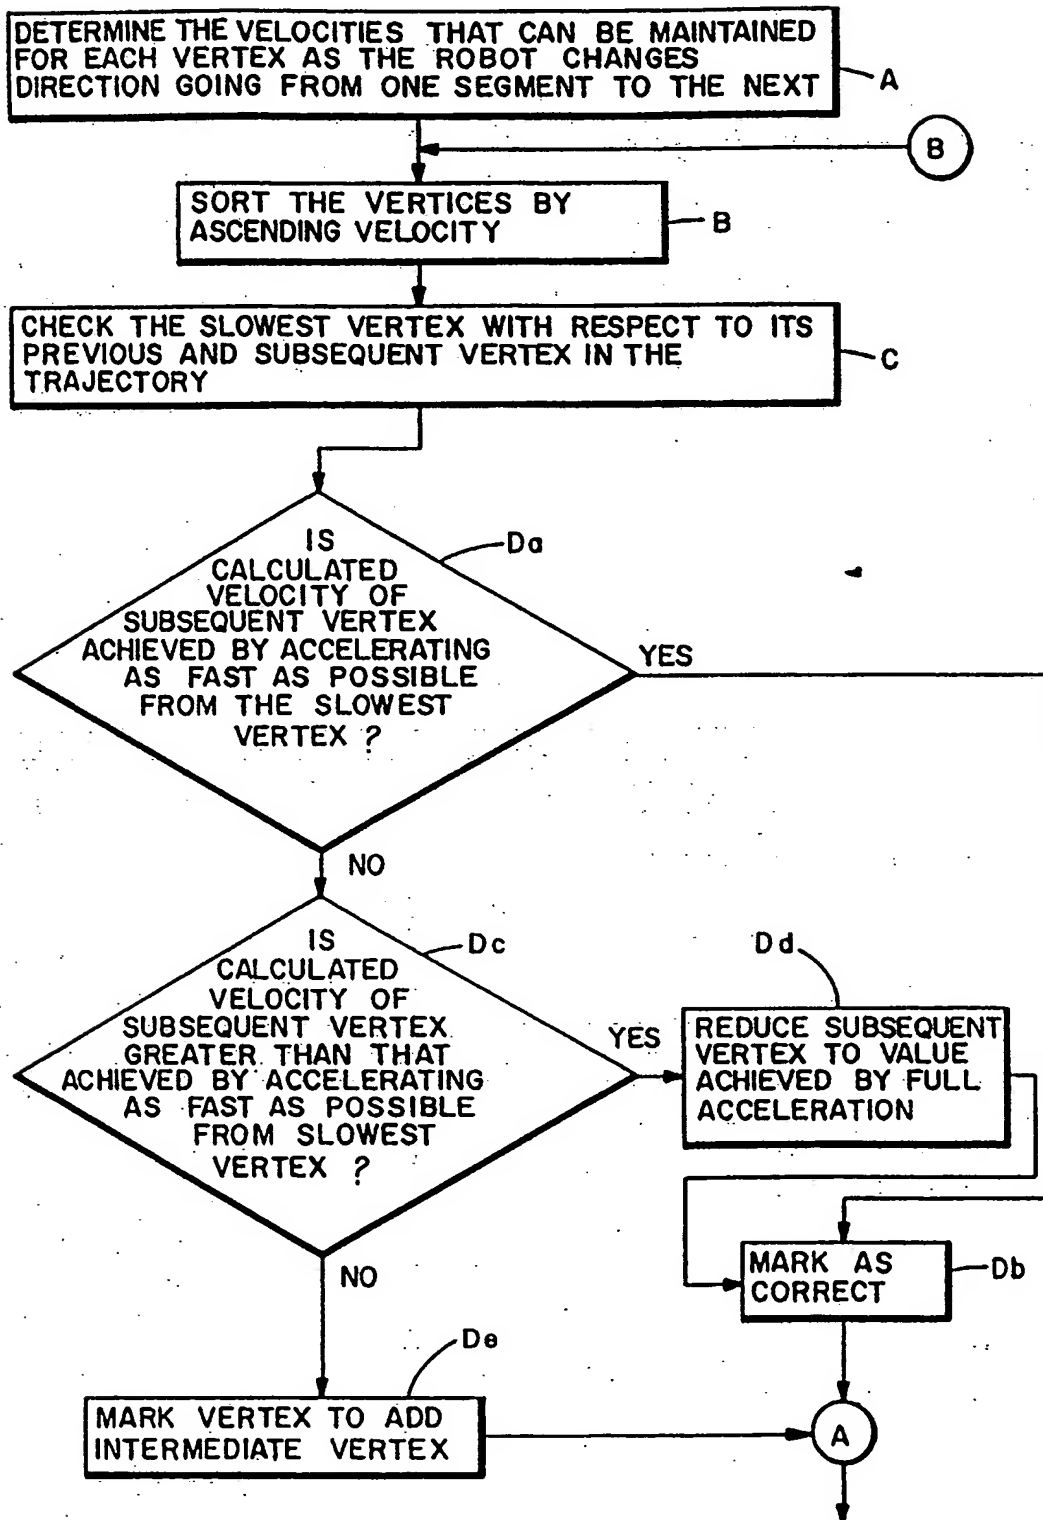 DETERMINE THE VELOCITIES THAT CAN BE MAINTAINED
FOR EACH VERTEX AS THE ROBOT CHANGES
DIRECTION GOING FROM ONE SEGMENT TO THE NEXT
A
B
SORT THE VERTICES BY
ASCENDING VELOCITY
B
CHECK THE SLOWEST VERTEX WITH RESPECT TO ITS
PREVIOUS AND SUBSEQUENT VERTEX IN THE
TRAJECTORY
C
IS
CALCULATED
VELOCITY OF
SUBSEQUENT VERTEX
ACHIEVED BY ACCELERATING
AS FAST AS POSSIBLE
FROM THE SLOWEST
VERTEX ?
Da
YES
NO
IS
CALCULATED
VELOCITY OF
SUBSEQUENT VERTEX
GREATER THAN THAT
ACHIEVED BY ACCELERATING
AS FAST AS POSSIBLE
FROM SLOWEST
VERTEX ?
Dc
YES
Dd
REDUCE SUBSEQUENT
VERTEX TO VALUE
ACHIEVED BY FULL
ACCELERATION
MARK AS
CORRECT
Db
NO
De
MARK VERTEX TO ADD
INTERMEDIATE VERTEX
A